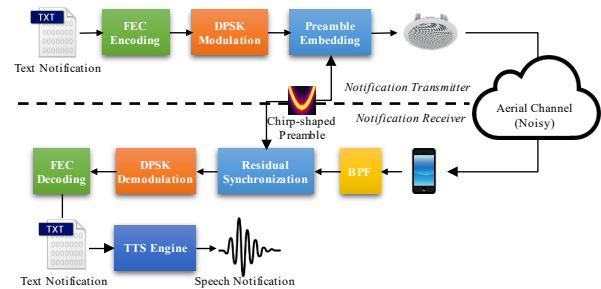 TXT
Text Notification
FEC
Encoding
DPSK
Modulation
Preamble
Embedding
Notification Transmitter
Notification Receiver
Chirp-shaped
Preamble
Aerial Channel
(Noisy)
FEC
Decoding
DPSK
Demodulation
Residual
Synchronization
BPF
TXT
Text Notification
TTS Engine
Speech Notification